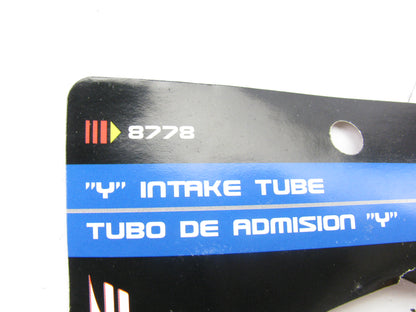 8778
"Y" INTAKE TUBE
TUBO DE ADMISION "Y"